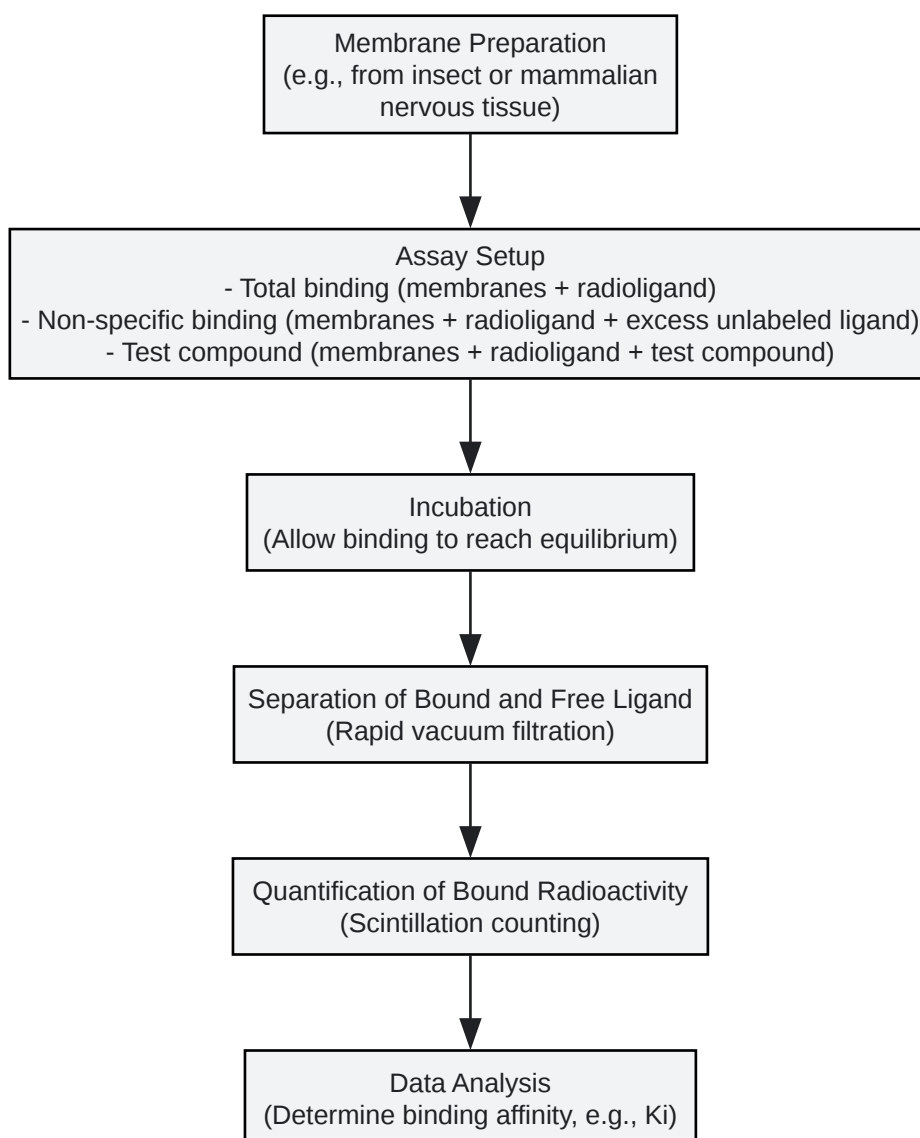 Membrane Preparation
(e.g., from insect or mammalian
nervous tissue)
Assay Setup
- Total binding (membranes + radioligand)
- Non-specific binding (membranes + radioligand + excess unlabeled ligand)
- Test compound (membranes + radioligand + test compound)
Incubation
(Allow binding to reach equilibrium)
Separation of Bound and Free Ligand
(Rapid vacuum filtration)
Quantification of Bound Radioactivity
(Scintillation counting)
Data Analysis
(Determine binding affinity, e.g., Ki)